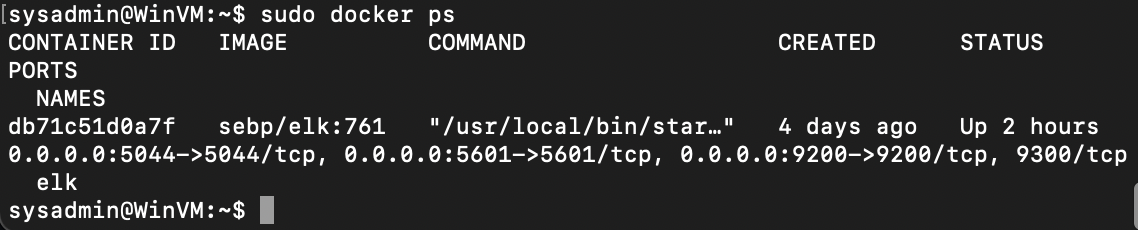 [sysadmin@WinVM:~$ sudo docker ps
CONTAINER ID   IMAGE          COMMAND                  CREATED      STATUS
PORTS
  NAMES
db71c51d0a7f   sebp/elk:761   "/usr/local/bin/star…"   4 days ago   Up 2 hours
0.0.0.0:5044->5044/tcp, 0.0.0.0:5601->5601/tcp, 0.0.0.0:9200->9200/tcp, 9300/tcp
  elk
sysadmin@WinVM:~$